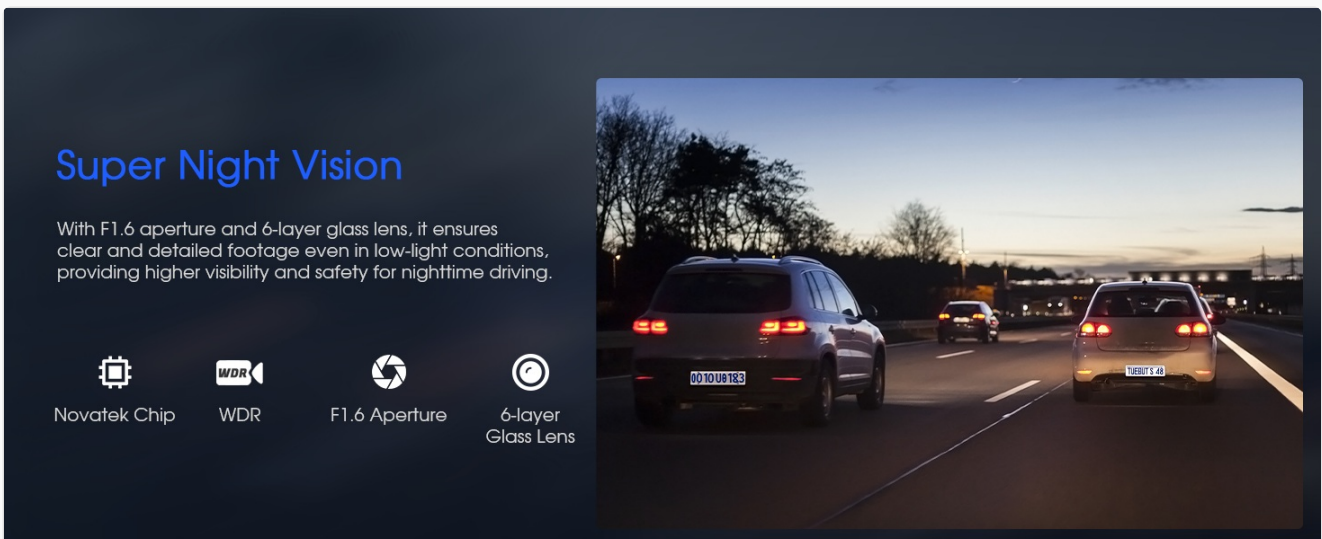 Super Night Vision
With F1.6 aperture and 6-layer glass lens, it ensures
clear and detailed footage even in low-light conditions,
providing higher visibility and safety for nighttime driving.
WDR
Novatek Chip
WDR
F1.6 Aperture
6-layer
Glass Lens
TUEBUT S 48